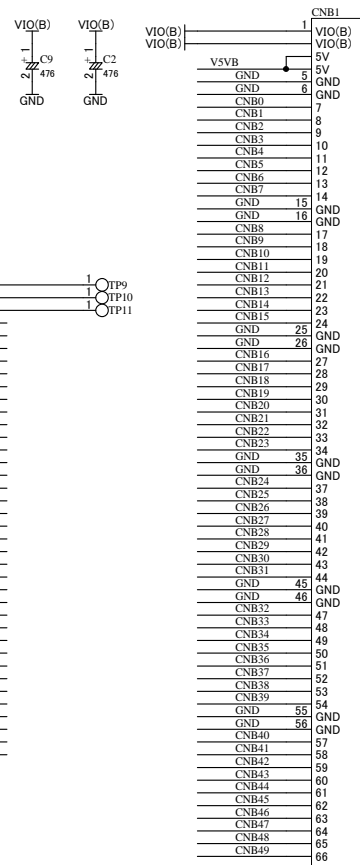 CNB1
VIO(B) VIO(B)
VIO(B) 1 VIO(B)
VIO(B) VIO(B)
1 + C9 2 476
1 + C2 2 476
GND GND
5V
V5VB 5V
GND 5 GND
GND 6 GND
CNB0 7
CNB1 8
CNB2 9
CNB3 10
CNB4 11
CNB5 12
CNB6 13
CNB7 14
GND 15 GND
GND 16 GND
CNB8 17
CNB9 18
CNB10 19
CNB11 20
CNB12 21
CNB13 22
CNB14 23
CNB15 24
1 TP9
1 TP10
1 TP11
GND 25 GND
GND 26 GND
CNB16 27
CNB17 28
CNB18 29
CNB19 30
CNB20 31
CNB21 32
CNB22 33
CNB23 34
GND 35 GND
GND 36 GND
CNB24 37
CNB25 38
CNB26 39
CNB27 40
CNB28 41
CNB29 42
CNB30 43
CNB31 44
GND 45 GND
GND 46 GND
CNB32 47
CNB33 48
CNB34 49
CNB35 50
CNB36 51
CNB37 52
CNB38 53
CNB39 54
GND 55 GND
GND 56 GND
CNB40 57
CNB41 58
CNB42 59
CNB43 60
CNB44 61
CNB45 62
CNB46 63
CNB47 64
CNB48 65
CNB49 66